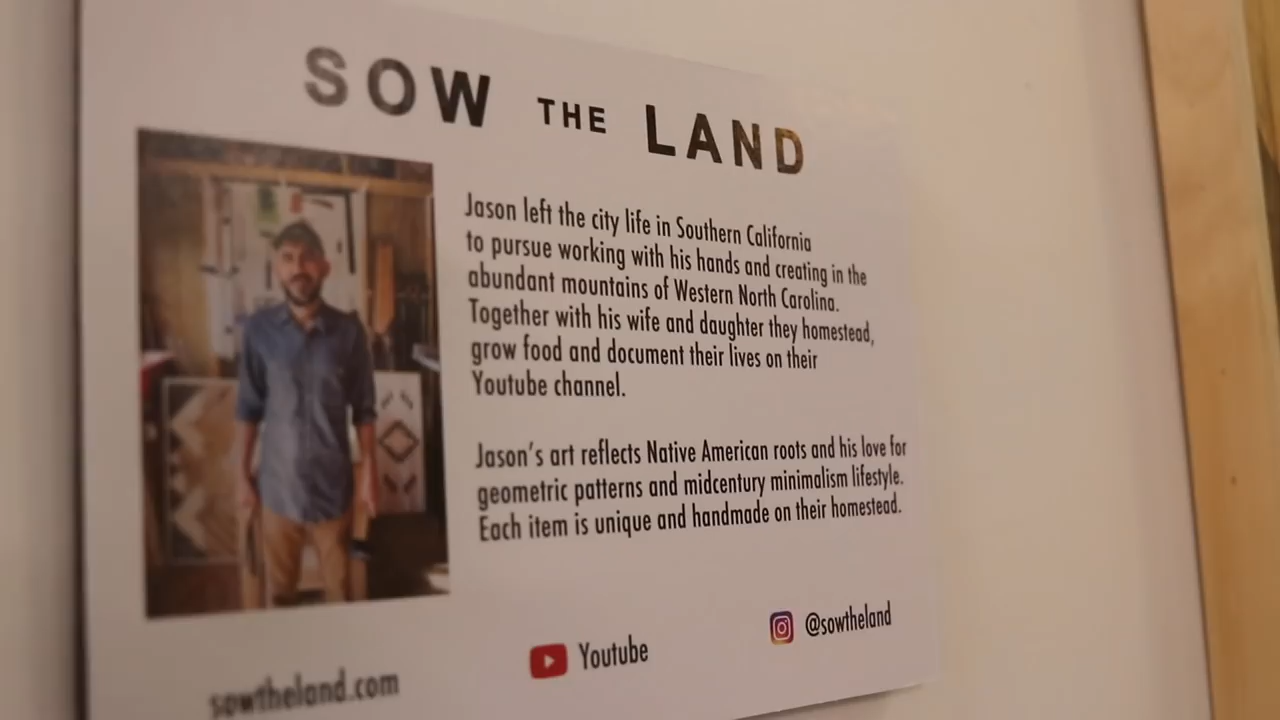 SOW THE LAND
Jason left the city life in Southern California
to pursue working with his hands and creating in the
abundant mountains of Western North Carolina.
Together with his wife and daughter they homestead,
grow food and document their lives on their
Youtube channel.
Jason's art reflects Native American roots and his love for
geometric patterns and midcentury minimalism lifestyle.
Each item is unique and handmade on their homestead.
sowtheland.com
Youtube
@sowtheland